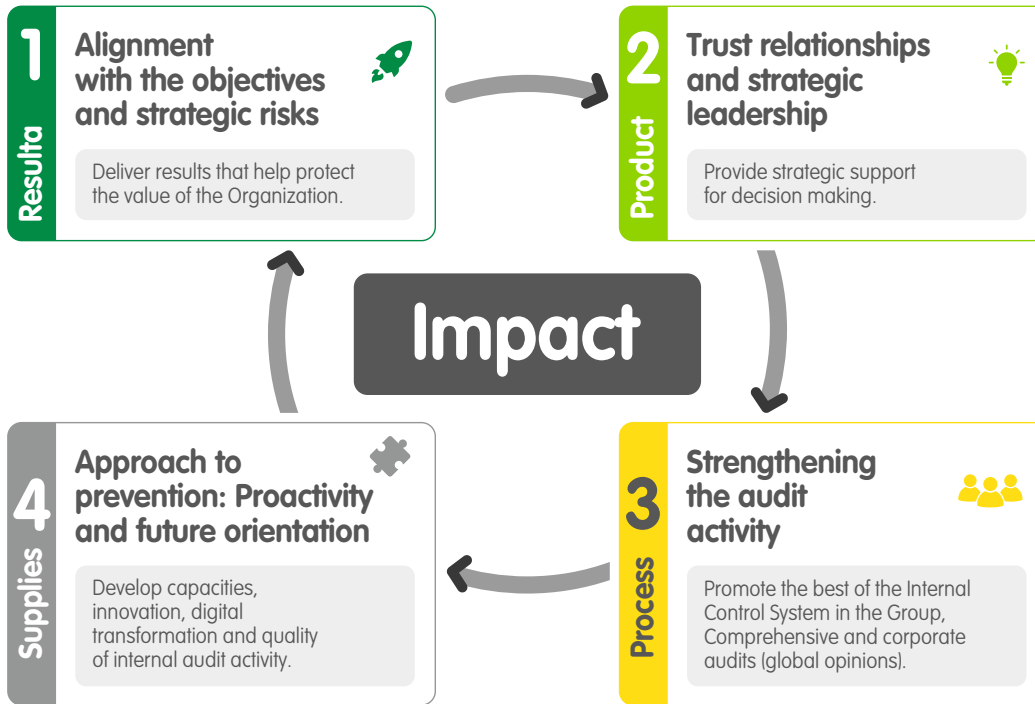 1
Resulta
Alignment
with the objectives
and strategic risks
Deliver results that help protect
the value of the Organization.
2
Product
Trust relationships
and strategic
leadership
Provide strategic support
for decision making.
Impact
3
Process
Strengthening
the audit
activity
Promote the best of the Internal
Control System in the Group,
Comprehensive and corporate
audits (global opinions).
4
Supplies
Approach to
prevention: Proactivity
and future orientation
Develop capacities,
innovation, digital
transformation and quality
of internal audit activity.